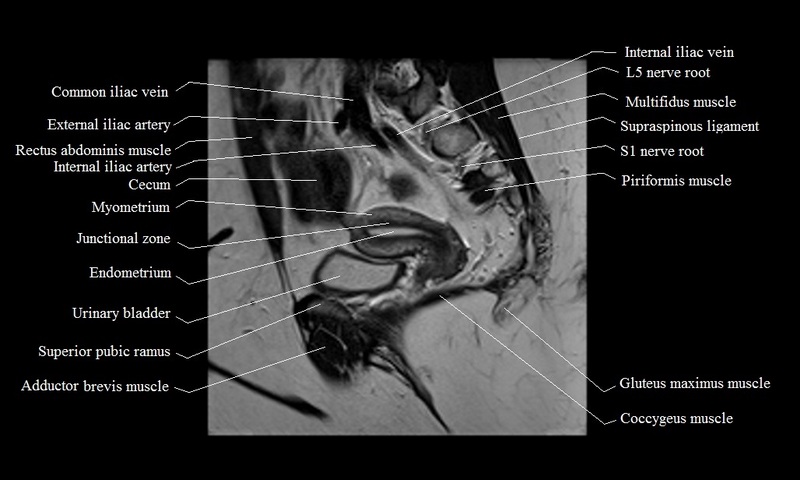 Common iliac vein
External iliac artery
Rectus abdominis muscle
Internal iliac artery
Cecum
Myometrium
Junctional zone
Endometrium
Urinary bladder
Superior pubic ramus
Adductor brevis muscle
Internal iliac vein
L5 nerve root
Multifidus muscle
Supraspinous ligament
S1 nerve root
Piriformis muscle
Gluteus maximus muscle
Coccygeus muscle